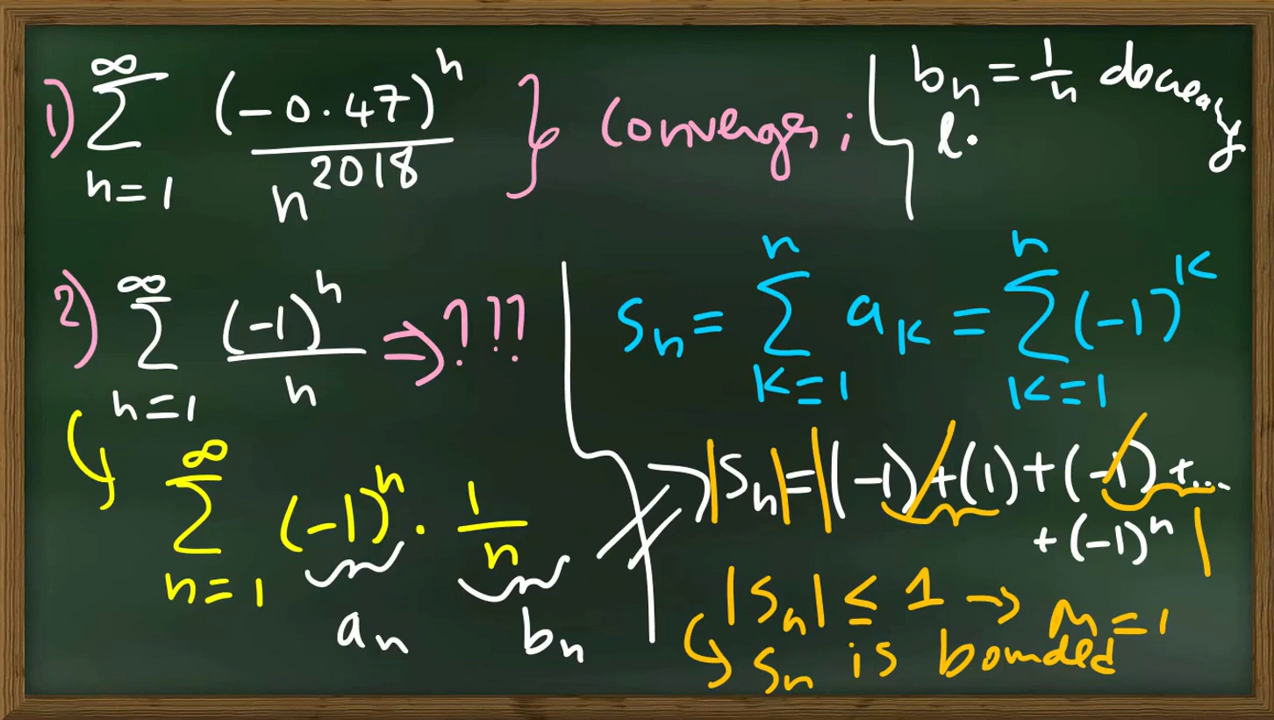 1) ∞ ∑ n=1 (-0.47)^n / n^2018 } converges ;
b_n = 1/n decreasy
l.
2) ∞ ∑ n=1 (-1)^n / n ⇒ ???
∞ ∑ n=1 (-1)^n · 1/n
a_n b_n
S_n = n ∑ K=1 a_K = n ∑ K=1 (-1)^K
|S_n| = |(-1)+(1)+(-1)+...
+(-1)^n|
|S_n| ≤ 1 → M=1
S_n is bounded